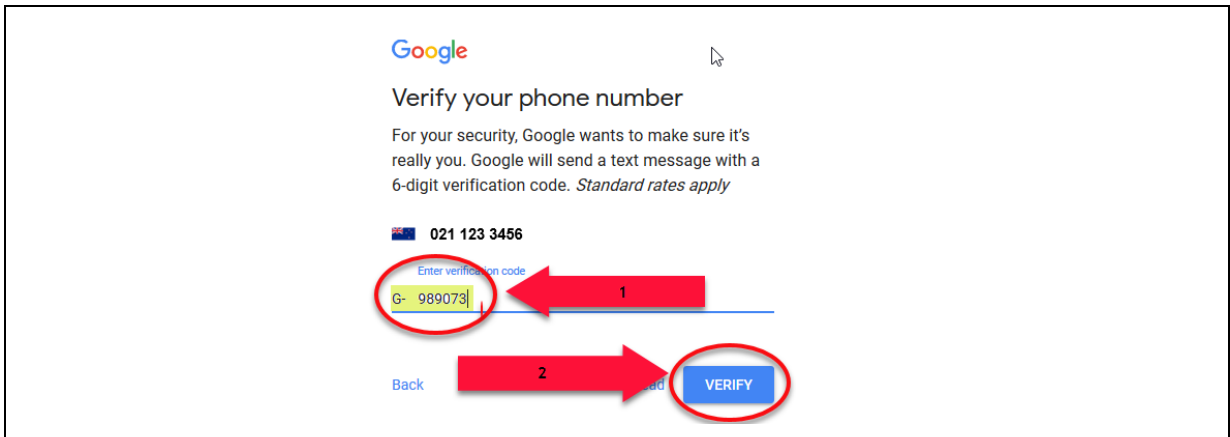 Google
Verify your phone number
For your security, Google wants to make sure it's
really you. Google will send a text message with a
6-digit verification code. Standard rates apply
021 123 3456
Enter verification code
G- 989073
1
Back
2
VERIFY